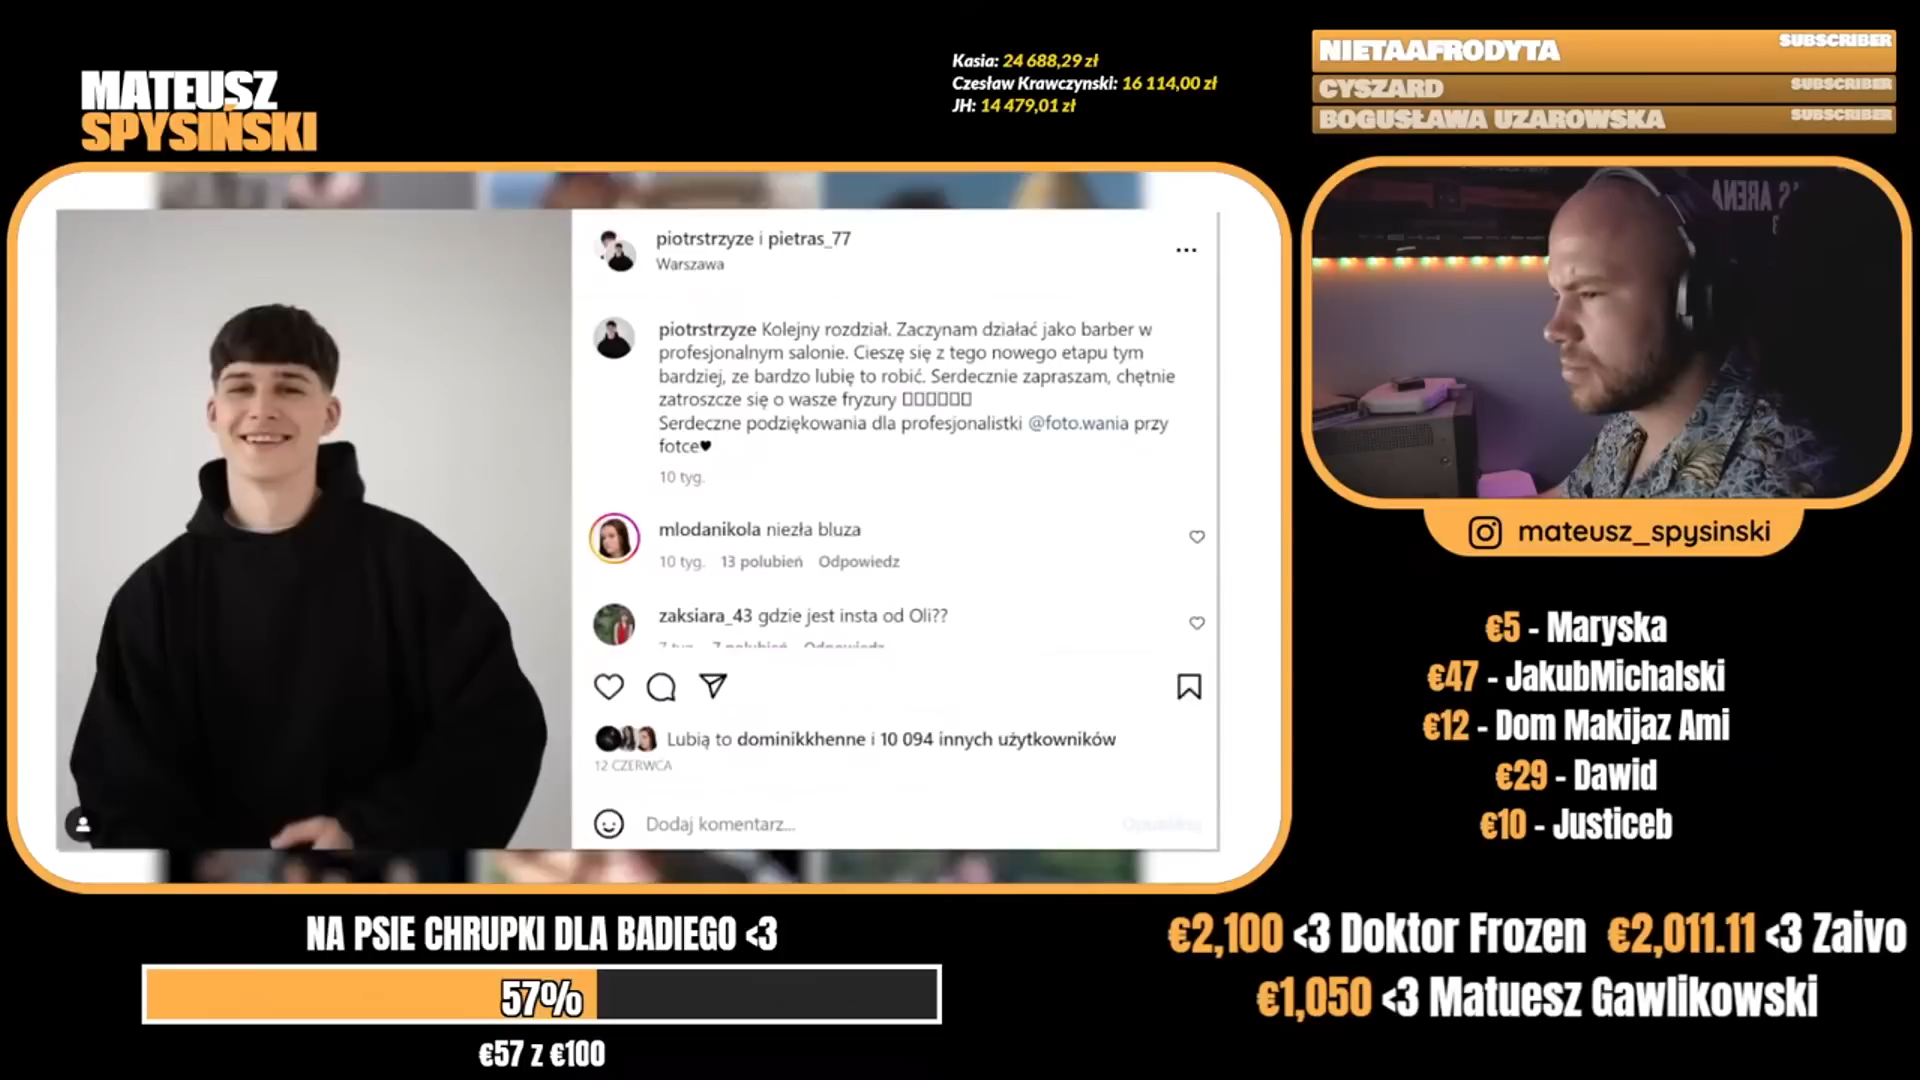 MATEUSZ
SPYSIŃSKI
Kasia: 24 688,29 zł
Czesław Krawczynski: 16 114,00 zł
JH: 14 479,01 zł
NIETAAFRODYTA SUBSCRIBER
CYSZARD SUBSCRIBER
BOGUSŁAWA UZAROWSKA SUBSCRIBER
piotrstrzyze i pietras_77
Warszawa
piotrstrzyze Kolejny rozdział. Zaczynam działać jako barber w
profesjonalnym salonie. Cieszę się z tego nowego etapu tym
bardziej, ze bardzo lubię to robić. Serdecznie zapraszam, chętnie
zatroszcze się o wasze fryzury
Serdeczne podziękowania dla profesjonalistki @foto.wania przy
fotce♥
10 tyg.
mlodanikola niezła bluza
10 tyg. 13 polubień Odpowiedz
zaksiara_43 gdzie jest insta od Oli??
7 polubień Odpowiedz
Lubią to dominikkhenne i 10 094 innych użytkowników
12 CZERWCA
Dodaj komentarz...
'S ARENA
mateusz_spysinski
€5 - Maryska
€47 - JakubMichalski
€12 - Dom Makijaz Ami
€29 - Dawid
€10 - Justiceb
NA PSIE CHRUPKI DLA BADIEGO <3
57%
€57 z €100
€2,100 <3 Doktor Frozen €2,011.11 <3 Zaivo
€1,050 <3 Matuesz Gawlikowski